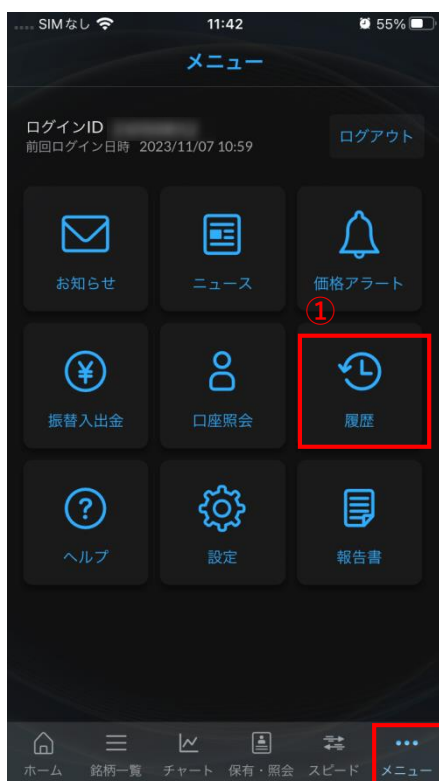 SIMなし 11:42 55%
メニュー
ログインID
前回ログイン日時 2023/11/07 10:59
ログアウト
お知らせ ニュース 価格アラート
①
振替入出金 口座照会 履歴
ヘルプ 設定 報告書
ホーム 銘柄一覧 チャート 保有・照会 スピード メニュー